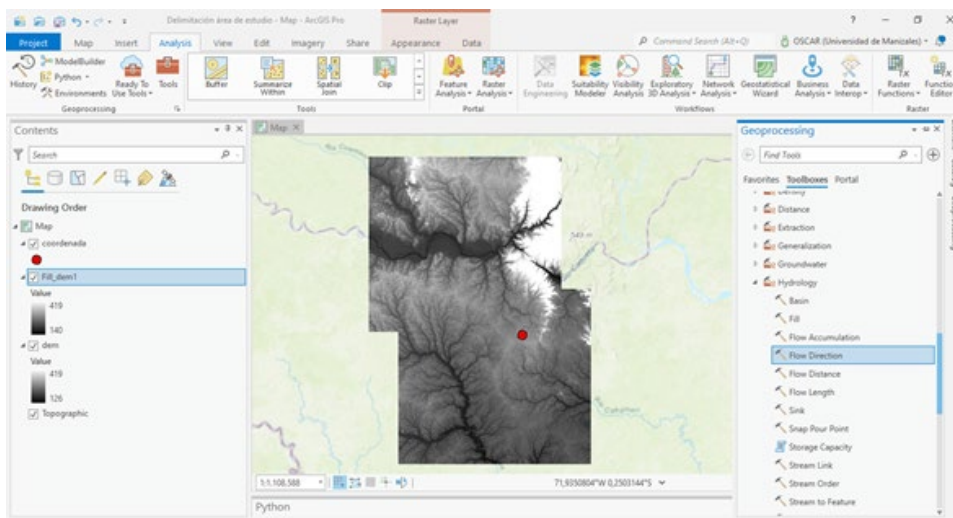 Delimitación área de estudio - Map - ArcGIS Pro
Raster Layer
?
Project Map Insert Analysis View Edit Imagery Share Appearance Data
Command Search (Alt+Q)
OSCAR (Universidad de Manizales)
History
ModelBuilder
Python
Environments
Ready To Use Tools
Tools
Buffer
Summarize Within
Spatial Join
Clip
Feature Analysis
Raster Analysis
Data Engineering
Suitability Modeler
Visibility Analysis
Exploratory 3D Analysis
Network Analysis
Geostatistical Wizard
Business Analysis
Data Interop
Raster Functions
Function Editor
Geoprocessing Tools Portal Workflows Raster
Contents
Search
Drawing Order
Map
coordenada
Fill_dem1
Value
419
140
dem
Value
419
126
Topographic
Map
549 m
1:1.108.588
71,9350804°W 0,2503144°S
Python
Geoprocessing
Find Tools
Favorites Toolboxes Portal
Distance
Extraction
Generalization
Groundwater
Hydrology
Basin
Fill
Flow Accumulation
Flow Direction
Flow Distance
Flow Length
Sink
Snap Pour Point
Storage Capacity
Stream Link
Stream Order
Stream to Feature